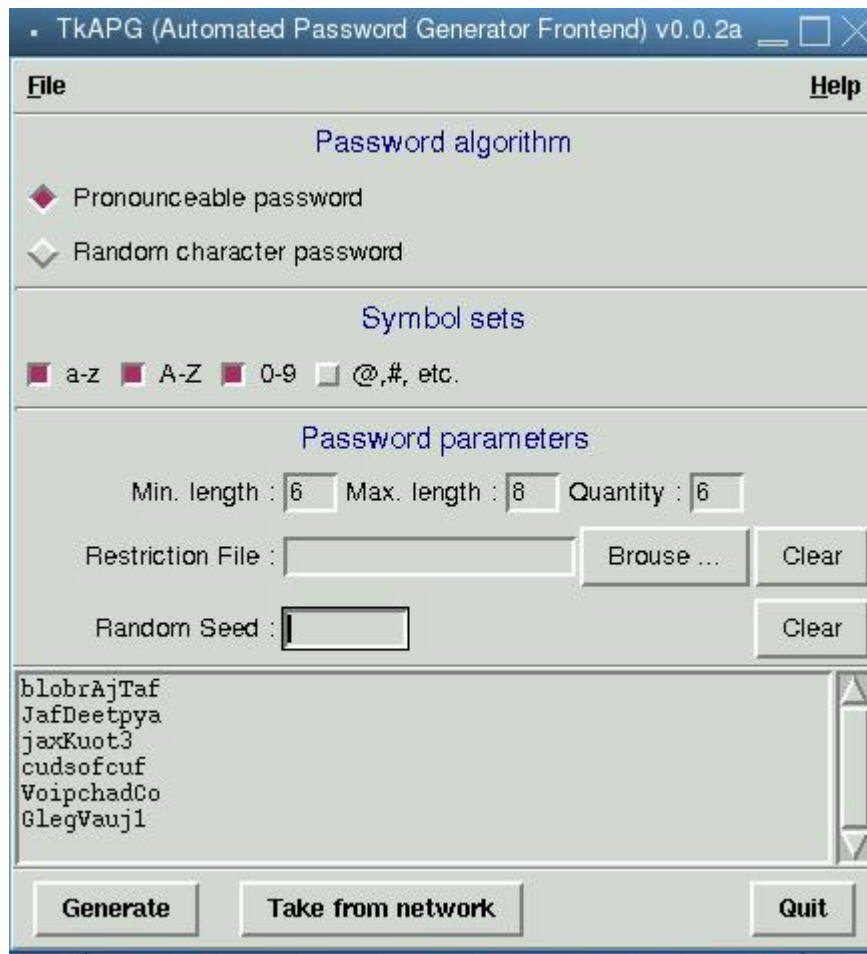 TkAPG (Automated Password Generator Frontend) v0.0.2a
File Help
Password algorithm
Pronounceable password
Random character password
Symbol sets
a-z A-Z 0-9 @,#, etc.
Password parameters
Min. length : 6 Max. length : 8 Quantity : 6
Restriction File : Brouse ... Clear
Random Seed : Clear
blobrAjTaf
JafDeetpya
jaxKuot3
cudsofcuf
VoipchadCo
GlegVauj1
Generate Take from network Quit